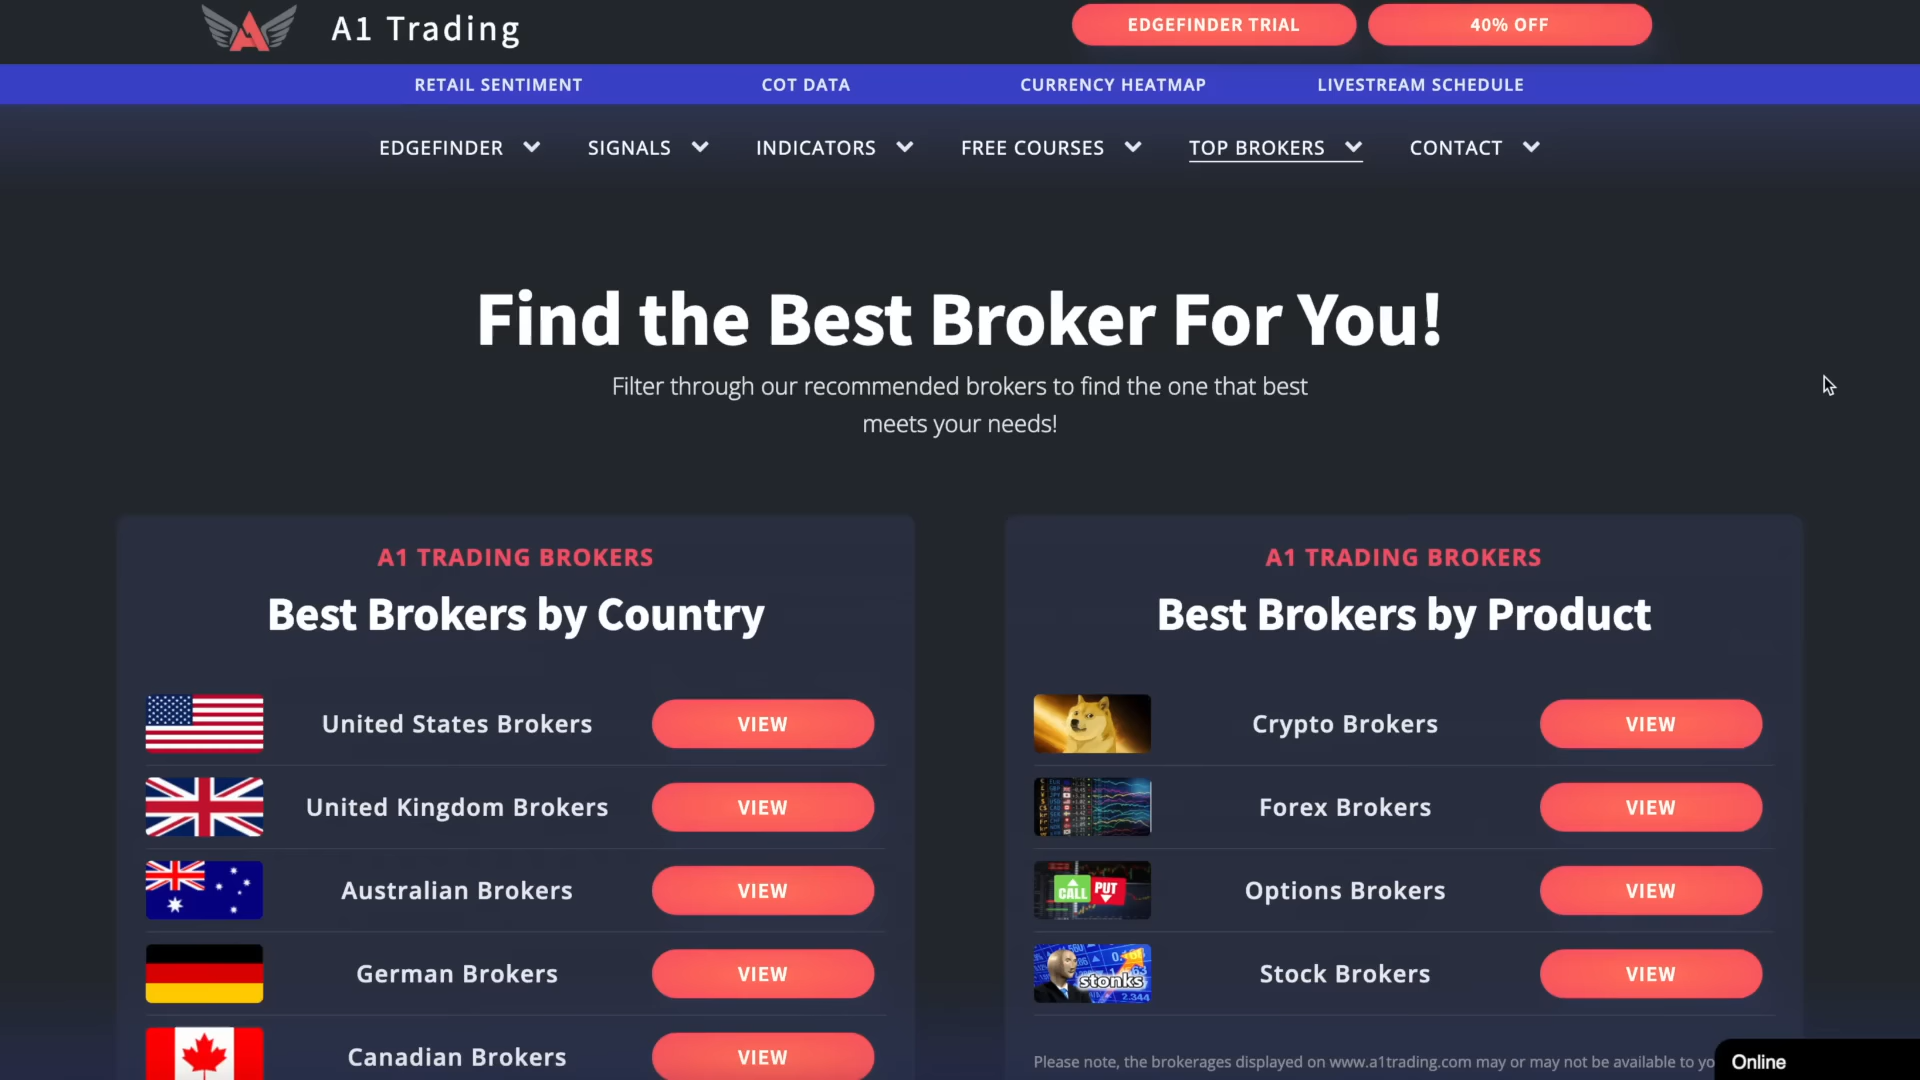 A1 Trading
EDGEFINDER TRIAL
40% OFF
RETAIL SENTIMENT
COT DATA
CURRENCY HEATMAP
LIVESTREAM SCHEDULE
EDGEFINDER
SIGNALS
INDICATORS
FREE COURSES
TOP BROKERS
CONTACT
Find the Best Broker For You!
Filter through our recommended brokers to find the one that best
meets your needs!
A1 TRADING BROKERS
Best Brokers by Country
United States Brokers
VIEW
United Kingdom Brokers
VIEW
Australian Brokers
VIEW
German Brokers
VIEW
Canadian Brokers
VIEW
A1 TRADING BROKERS
Best Brokers by Product
Crypto Brokers
VIEW
Forex Brokers
VIEW
CALL
PUT
Options Brokers
VIEW
stonks
2.344
Stock Brokers
VIEW
Please note, the brokerages displayed on www.a1trading.com may or may not be available to yo
Online